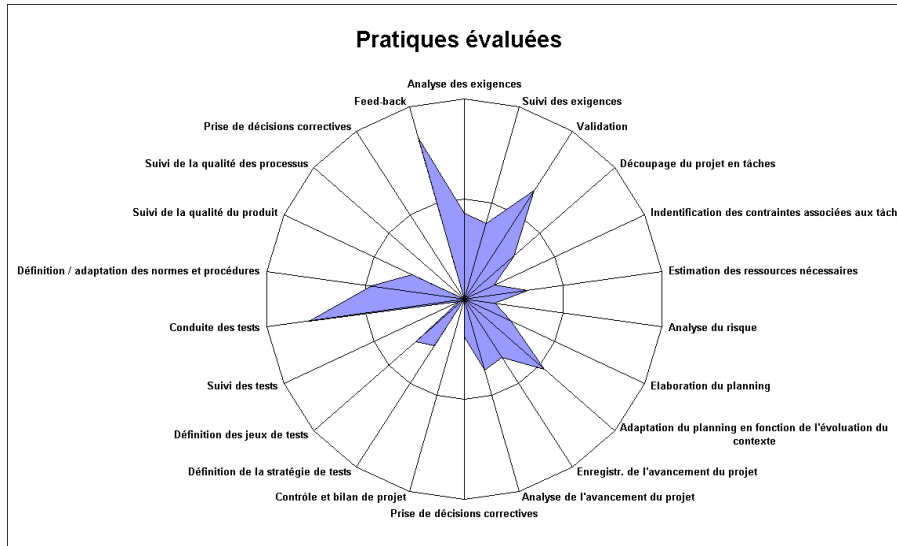 Pratiques évaluées
Analyse des exigences
Suivi des exigences
Validation
Découpage du projet en tâches
Indentification des contraintes associées aux tâch
Estimation des ressources nécessaires
Analyse du risque
Elaboration du planning
Adaptation du planning en fonction de l'évoluation du
contexte
Enregistr. de l'avancement du projet
Analyse de l'avancement du projet
Prise de décisions correctives
Contrôle et bilan de projet
Définition de la stratégie de tests
Définition des jeux de tests
Suivi des tests
Conduite des tests
Définition / adaptation des normes et procédures
Suivi de la qualité du produit
Suivi de la qualité des processus
Prise de décisions correctives
Feed-back